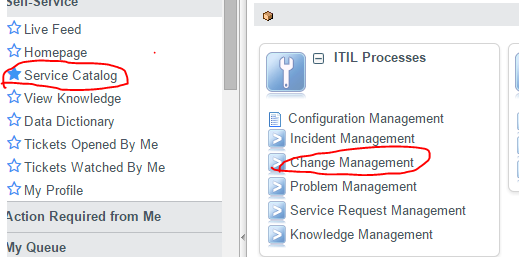 Self-Service
Live Feed
Homepage
Service Catalog
View Knowledge
Data Dictionary
Tickets Opened By Me
Tickets Watched By Me
My Profile
Action Required from Me
My Queue
ITIL Processes
Configuration Management
Incident Management
Change Management
Problem Management
Service Request Management
Knowledge Management